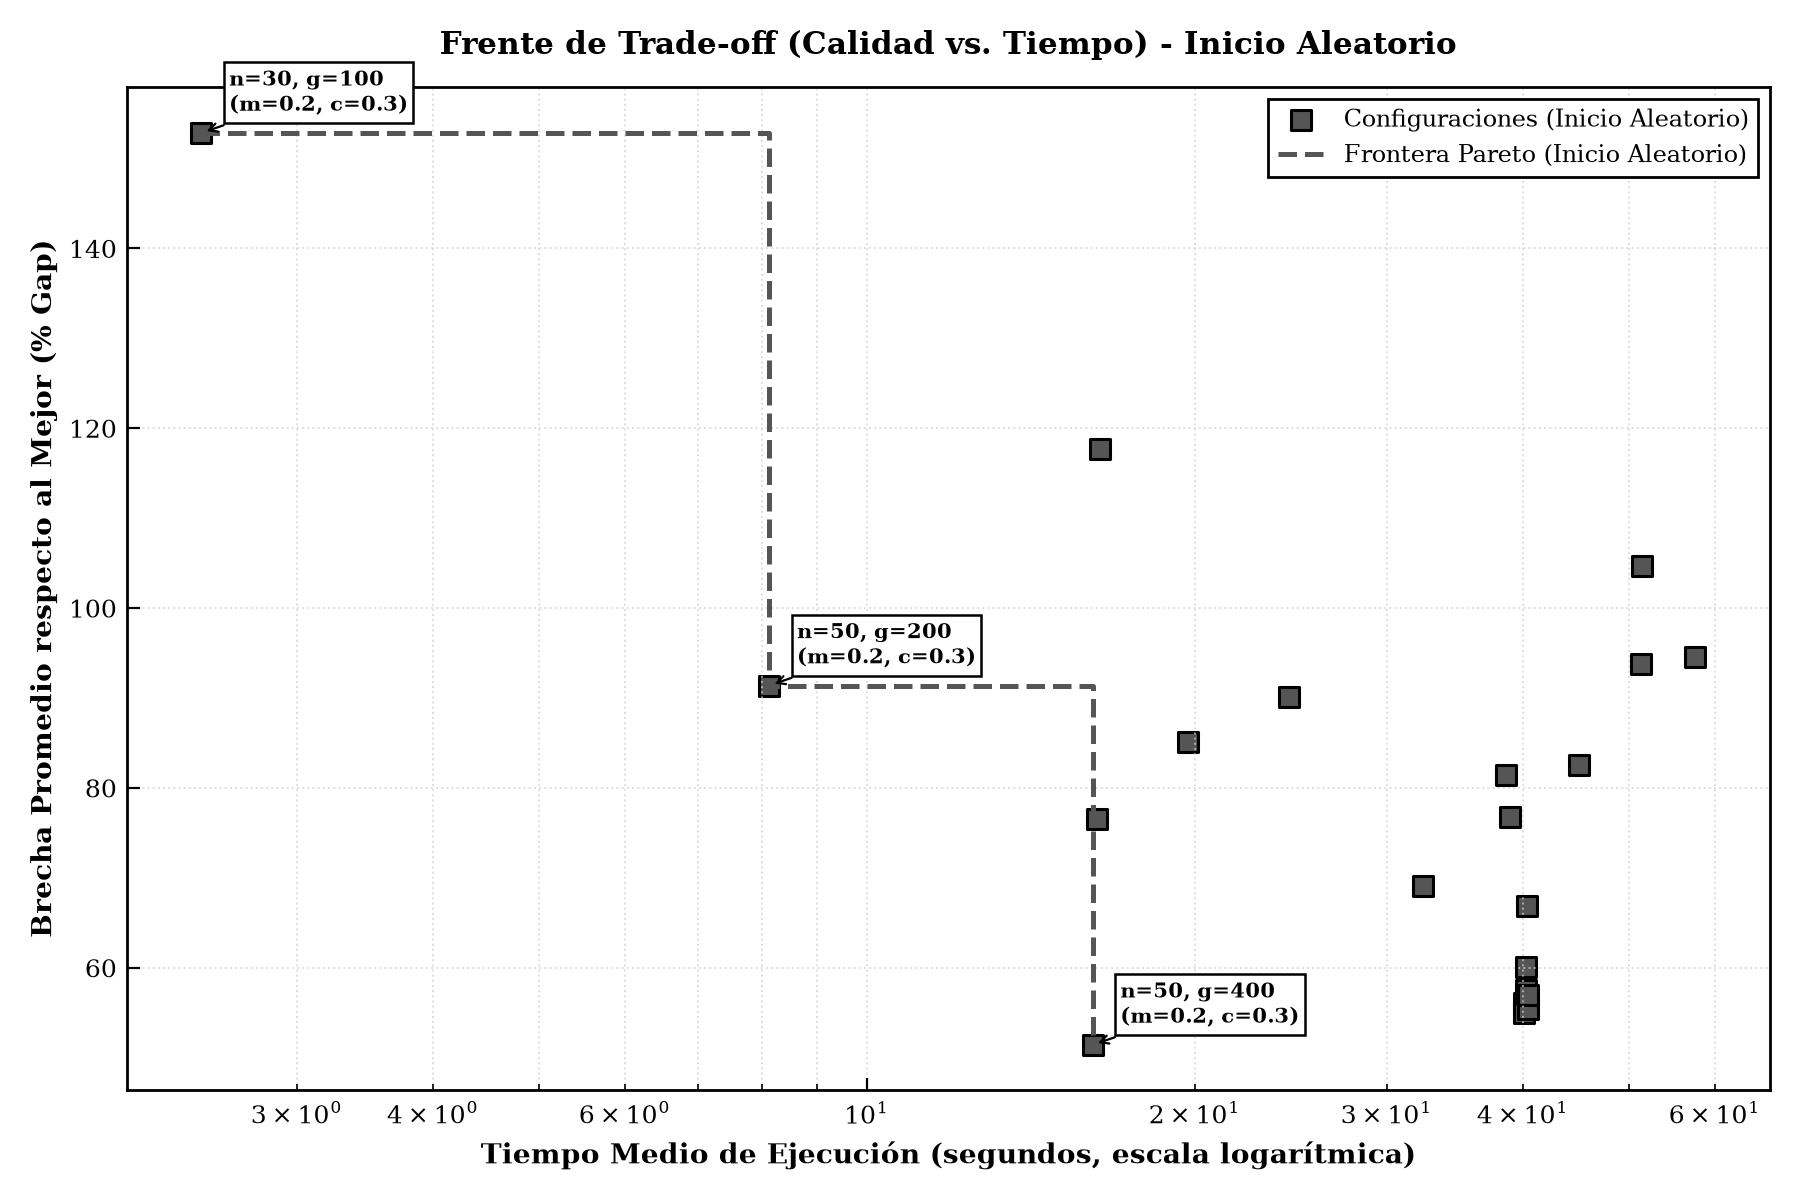 Frente de Trade-off (Calidad vs. Tiempo) - Inicio Aleatorio
n=30, g=100
(m=0.2, c=0.3)
Configuraciones (Inicio Aleatorio)
Frontera Pareto (Inicio Aleatorio)
n=50, g=200
(m=0.2, c=0.3)
n=50, g=400
(m=0.2, c=0.3)
Brecha Promedio respecto al Mejor (% Gap)
140
120
100
80
60
3 × 10⁰ 4 × 10⁰ 6 × 10⁰ 10¹ 2 × 10¹ 3 × 10¹ 4 × 10¹ 6 × 10¹
Tiempo Medio de Ejecución (segundos, escala logarítmica)